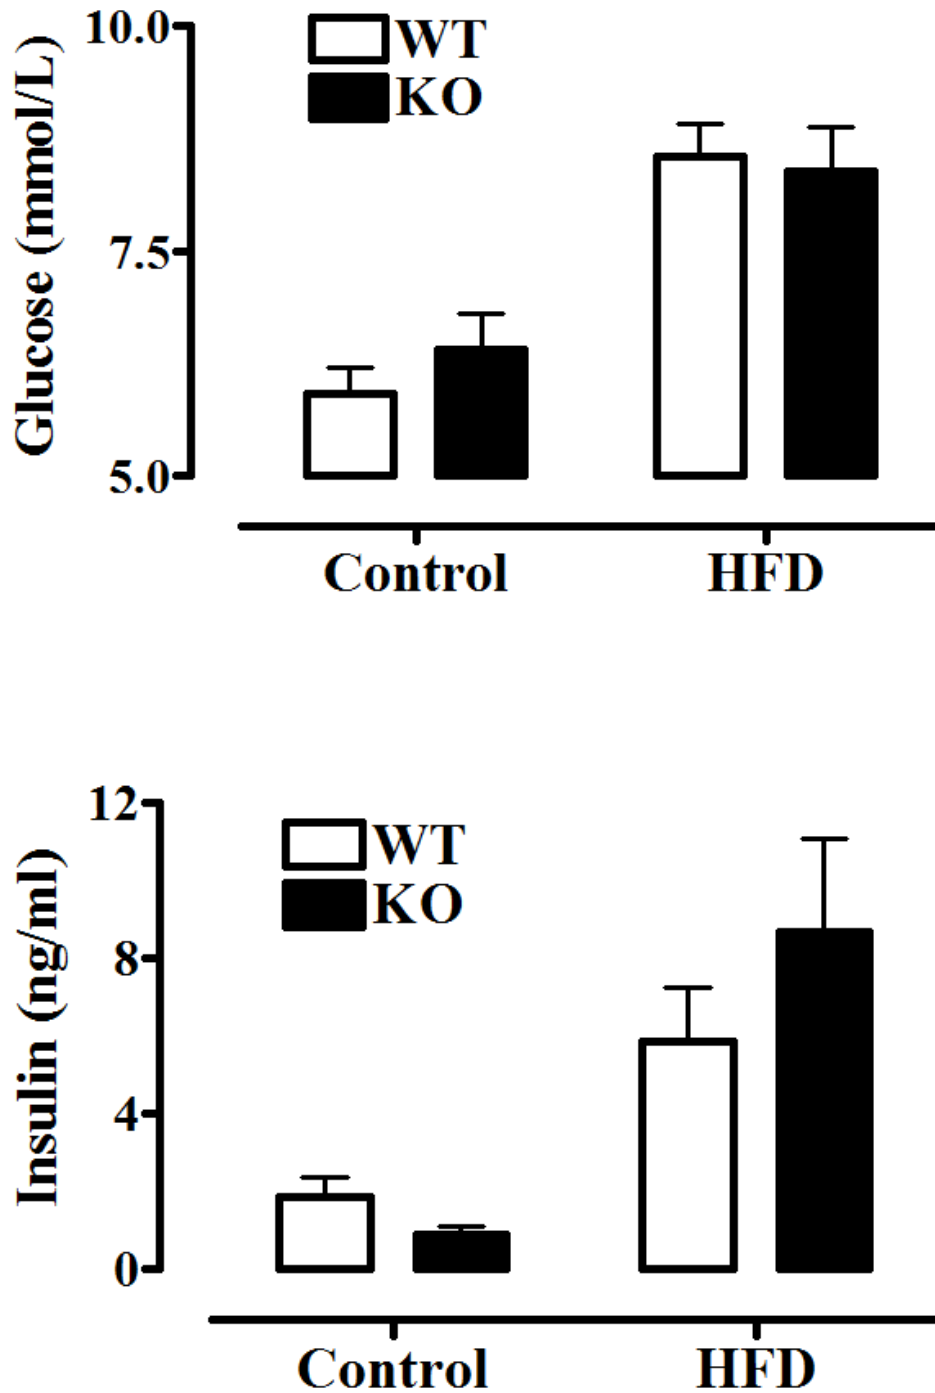 10.0
WT
KO
Glucose (mmol/L)
7.5
5.0
Control HFD
12
WT
KO
Insulin (ng/ml)
8
4
0
Control HFD